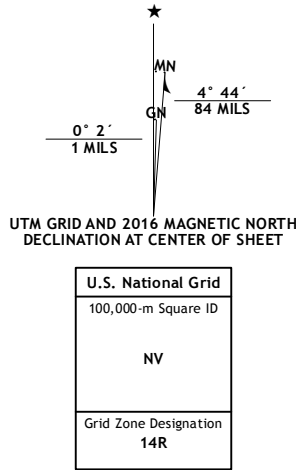 ★
MN
GN
4° 44´
84 MILS
0° 2´
1 MILS
UTM GRID AND 2016 MAGNETIC NORTH
DECLINATION AT CENTER OF SHEET
U.S. National Grid
100,000-m Square ID
NV
Grid Zone Designation
14R